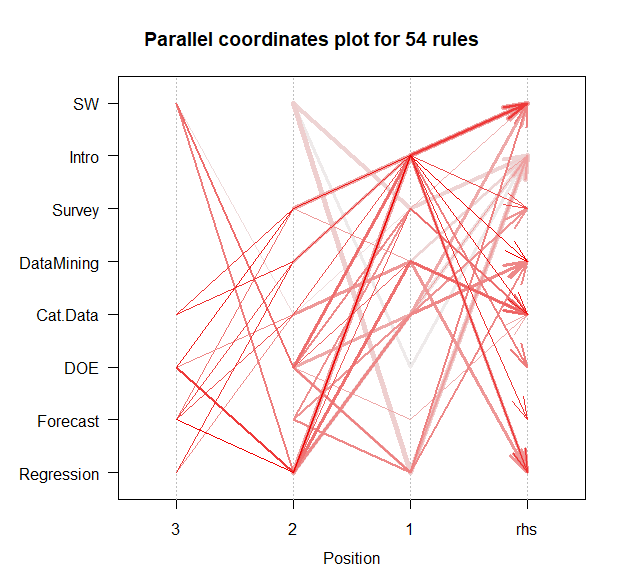 Parallel coordinates plot for 54 rules
SW
Intro
Survey
DataMining
Cat.Data
DOE
Forecast
Regression
3 2 1 rhs
Position